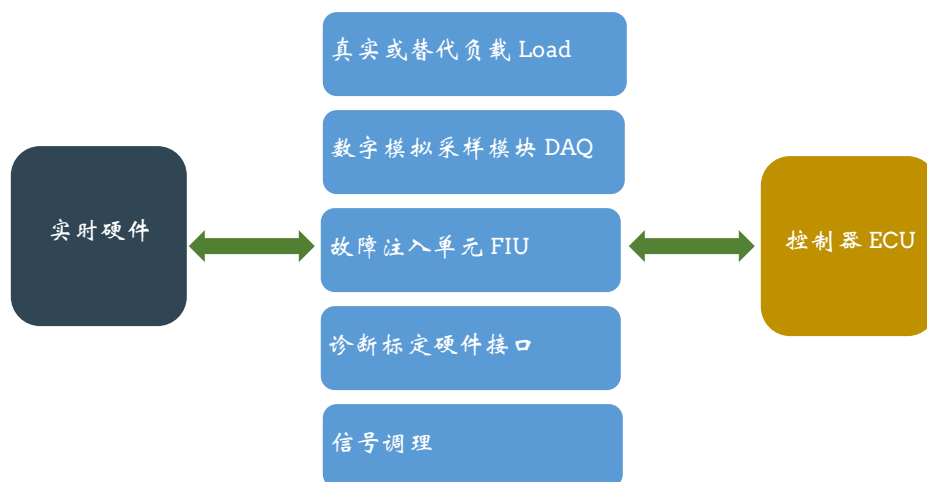 真实或替代负载 Load
数字模拟采样模块 DAQ
实时硬件
故障注入单元 FIU
控制器 ECU
诊断标定硬件接口
信号调理